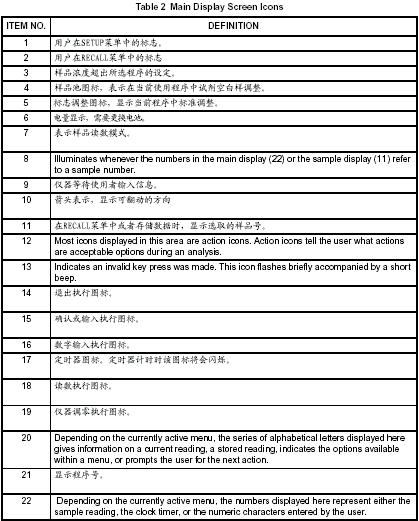 Table 2 Main Display Screen Icons
ITEM NO. DEFINITION
1 用户在SETUP菜单中的标志。
2 用户在RECALL菜单中的标志
3 样品浓度超出所选程序的设定。
4 样品池图标，表示在当前使用程序中试剂空白样调整。
5 标志调整图标，显示当前程序中标准调整。
6 电量显示，需要更换电池。
7 表示样品读数模式。
8 Illuminates whenever the numbers in the main display (22) or the sample display (11) refer
to a sample number.
9 仪器等待使用者输入信息。
10 箭头表示，显示可翻动的方向
11 在RECALL菜单中或者存储数据时，显示选取的样品号。
12 Most icons displayed in this area are action icons. Action icons tell the user what actions
are acceptable options during an analysis.
13 Indicates an invalid key press was made. This icon flashes briefly accompanied by a short
beep.
14 退出执行图标。
15 确认或输入执行图标。
16 数字输入执行图标。
17 定时器图标。定时器计时时该图标将会闪烁。
18 读数执行图标。
19 仪器调零执行图标。
20 Depending on the currently active menu, the series of alphabetical letters displayed here
gives information on a current reading, a stored reading, indicates the options available
within a menu, or prompts the user for the next action.
21 显示程序号。
22 Depending on the currently active menu, the numbers displayed here represent either the
sample reading, the clock timer, or the numeric characters entered by the user.